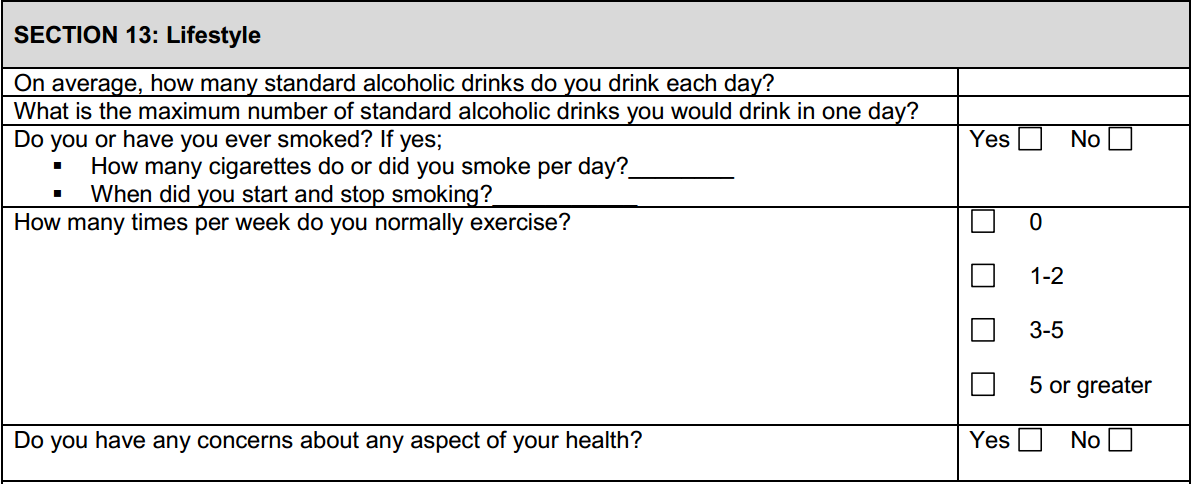 SECTION 13: Lifestyle
On average, how many standard alcoholic drinks do you drink each day?
What is the maximum number of standard alcoholic drinks you would drink in one day?
Do you or have you ever smoked? If yes; Yes ☐ No ☐
▪ How many cigarettes do or did you smoke per day?________
▪ When did you start and stop smoking?___________
How many times per week do you normally exercise? ☐ 0
☐ 1-2
☐ 3-5
☐ 5 or greater
Do you have any concerns about any aspect of your health? Yes ☐ No ☐